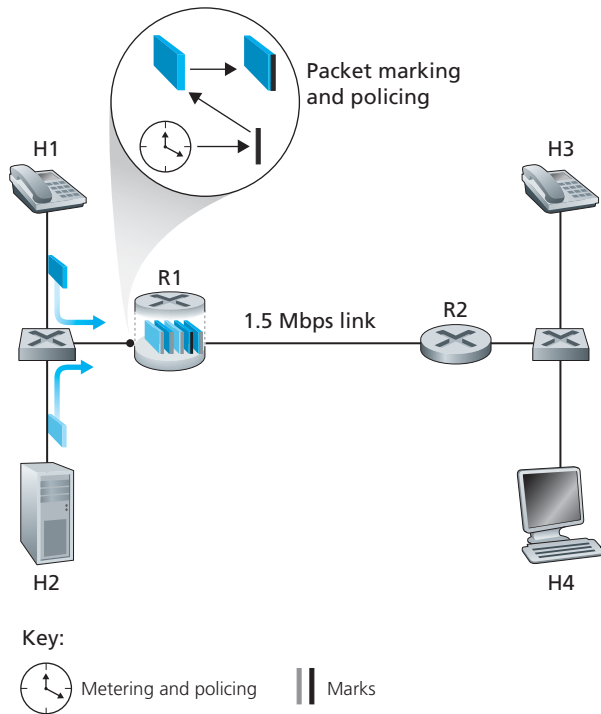 Packet marking
and policing
H1
H3
R1
1.5 Mbps link
R2
H2
H4
Key:
Metering and policing
Marks